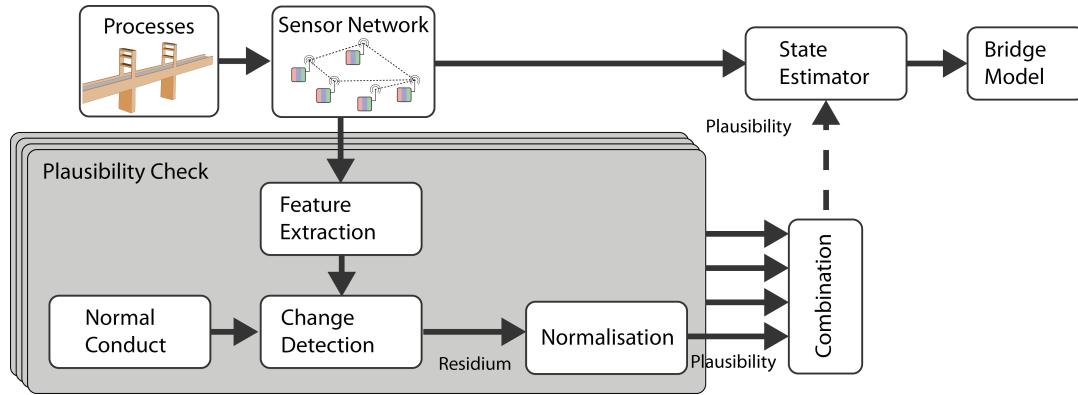 Processes
Sensor Network
State
Estimator
Bridge
Model
Plausibility
Plausibility Check
Feature
Extraction
Normal
Conduct
Change
Detection
Residium
Normalisation
Plausibility
Combination